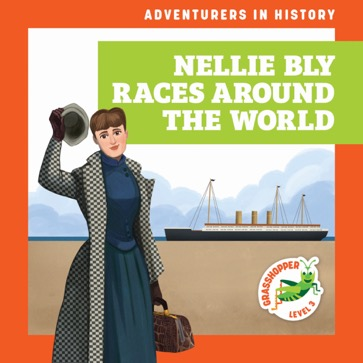 ADVENTURERS IN HISTORY
NELLIE BLY
RACES AROUND
THE WORLD
GRASSHOPPER
LEVEL 3